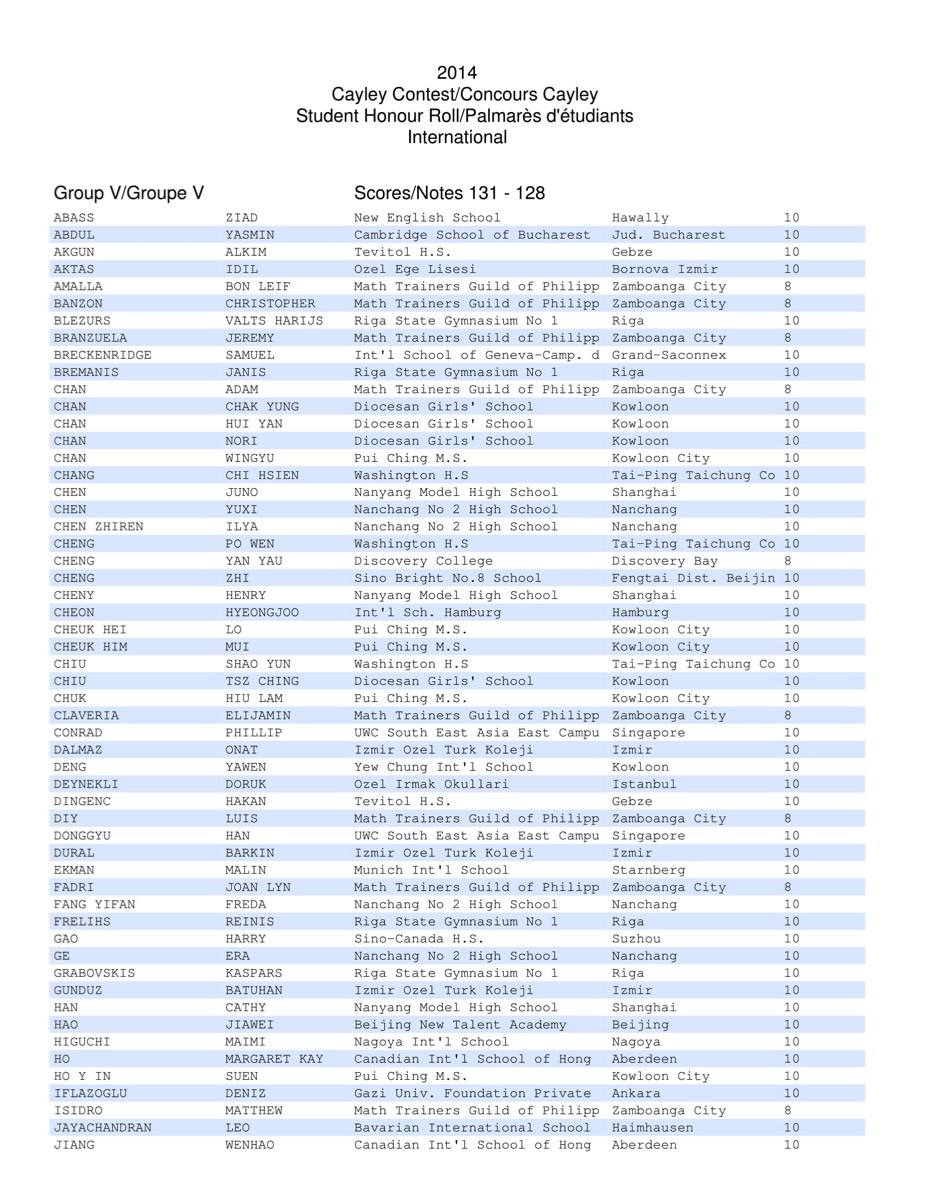 2014
Cayley Contest/Concours Cayley
Student Honour Roll/Palmarès d'étudiants
International
Group V/Groupe V Scores/Notes 131 - 128
ABASS ZIAD New English School Hawally 10
ABDUL YASMIN Cambridge School of Bucharest Jud. Bucharest 10
AKGUN ALKIM Tevitol H.S. Gebze 10
AKTAS IDIL Ozel Ege Lisesi Bornova Izmir 10
AMALLA BON LEIF Math Trainers Guild of Philipp Zamboanga City 8
BANZON CHRISTOPHER Math Trainers Guild of Philipp Zamboanga City 8
BLEZURS VALTS HARIJS Riga State Gymnasium No 1 Riga 10
BRANZUELA JEREMY Math Trainers Guild of Philipp Zamboanga City 8
BRECKENRIDGE SAMUEL Int'l School of Geneva-Camp. d Grand-Saconnex 10
BREMANIS JANIS Riga State Gymnasium No 1 Riga 10
CHAN ADAM Math Trainers Guild of Philipp Zamboanga City 8
CHAN CHAK YUNG Diocesan Girls' School Kowloon 10
CHAN HUI YAN Diocesan Girls' School Kowloon 10
CHAN NORI Diocesan Girls' School Kowloon 10
CHAN WINGYU Pui Ching M.S. Kowloon City 10
CHANG CHI HSIEN Washington H.S Tai-Ping Taichung Co 10
CHEN JUNO Nanyang Model High School Shanghai 10
CHEN YUXI Nanchang No 2 High School Nanchang 10
CHEN ZHIREN ILYA Nanchang No 2 High School Nanchang 10
CHENG PO WEN Washington H.S Tai-Ping Taichung Co 10
CHENG YAN YAU Discovery College Discovery Bay 8
CHENG ZHI Sino Bright No.8 School Fengtai Dist. Beijin 10
CHENY HENRY Nanyang Model High School Shanghai 10
CHEON HYEONGJOO Int'l Sch. Hamburg Hamburg 10
CHEUK HEI LO Pui Ching M.S. Kowloon City 10
CHEUK HIM MUI Pui Ching M.S. Kowloon City 10
CHIU SHAO YUN Washington H.S Tai-Ping Taichung Co 10
CHIU TSZ CHING Diocesan Girls' School Kowloon 10
CHUK HIU LAM Pui Ching M.S. Kowloon City 10
CLAVERIA ELIJAMIN Math Trainers Guild of Philipp Zamboanga City 8
CONRAD PHILLIP UWC South East Asia East Campu Singapore 10
DALMAZ ONAT Izmir Ozel Turk Koleji Izmir 10
DENG YAWEN Yew Chung Int'l School Kowloon 10
DEYNEKLI DORUK Ozel Irmak Okullari Istanbul 10
DINGENC HAKAN Tevitol H.S. Gebze 10
DIY LUIS Math Trainers Guild of Philipp Zamboanga City 8
DONGGYU HAN UWC South East Asia East Campu Singapore 10
DURAL BARKIN Izmir Ozel Turk Koleji Izmir 10
EKMAN MALIN Munich Int'l School Starnberg 10
FADRI JOAN LYN Math Trainers Guild of Philipp Zamboanga City 8
FANG YIFAN FREDA Nanchang No 2 High School Nanchang 10
FRELIHS REINIS Riga State Gymnasium No 1 Riga 10
GAO HARRY Sino-Canada H.S. Suzhou 10
GE ERA Nanchang No 2 High School Nanchang 10
GRABOVSKIS KASPARS Riga State Gymnasium No 1 Riga 10
GUNDUZ BATUHAN Izmir Ozel Turk Koleji Izmir 10
HAN CATHY Nanyang Model High School Shanghai 10
HAO JIAWEI Beijing New Talent Academy Beijing 10
HIGUCHI MAIMI Nagoya Int'l School Nagoya 10
HO MARGARET KAY Canadian Int'l School of Hong Aberdeen 10
HO Y IN SUEN Pui Ching M.S. Kowloon City 10
IFLAZOGLU DENIZ Gazi Univ. Foundation Private Ankara 10
ISIDRO MATTHEW Math Trainers Guild of Philipp Zamboanga City 8
JAYACHANDRAN LEO Bavarian International School Haimhausen 10
JIANG WENHAO Canadian Int'l School of Hong Aberdeen 10